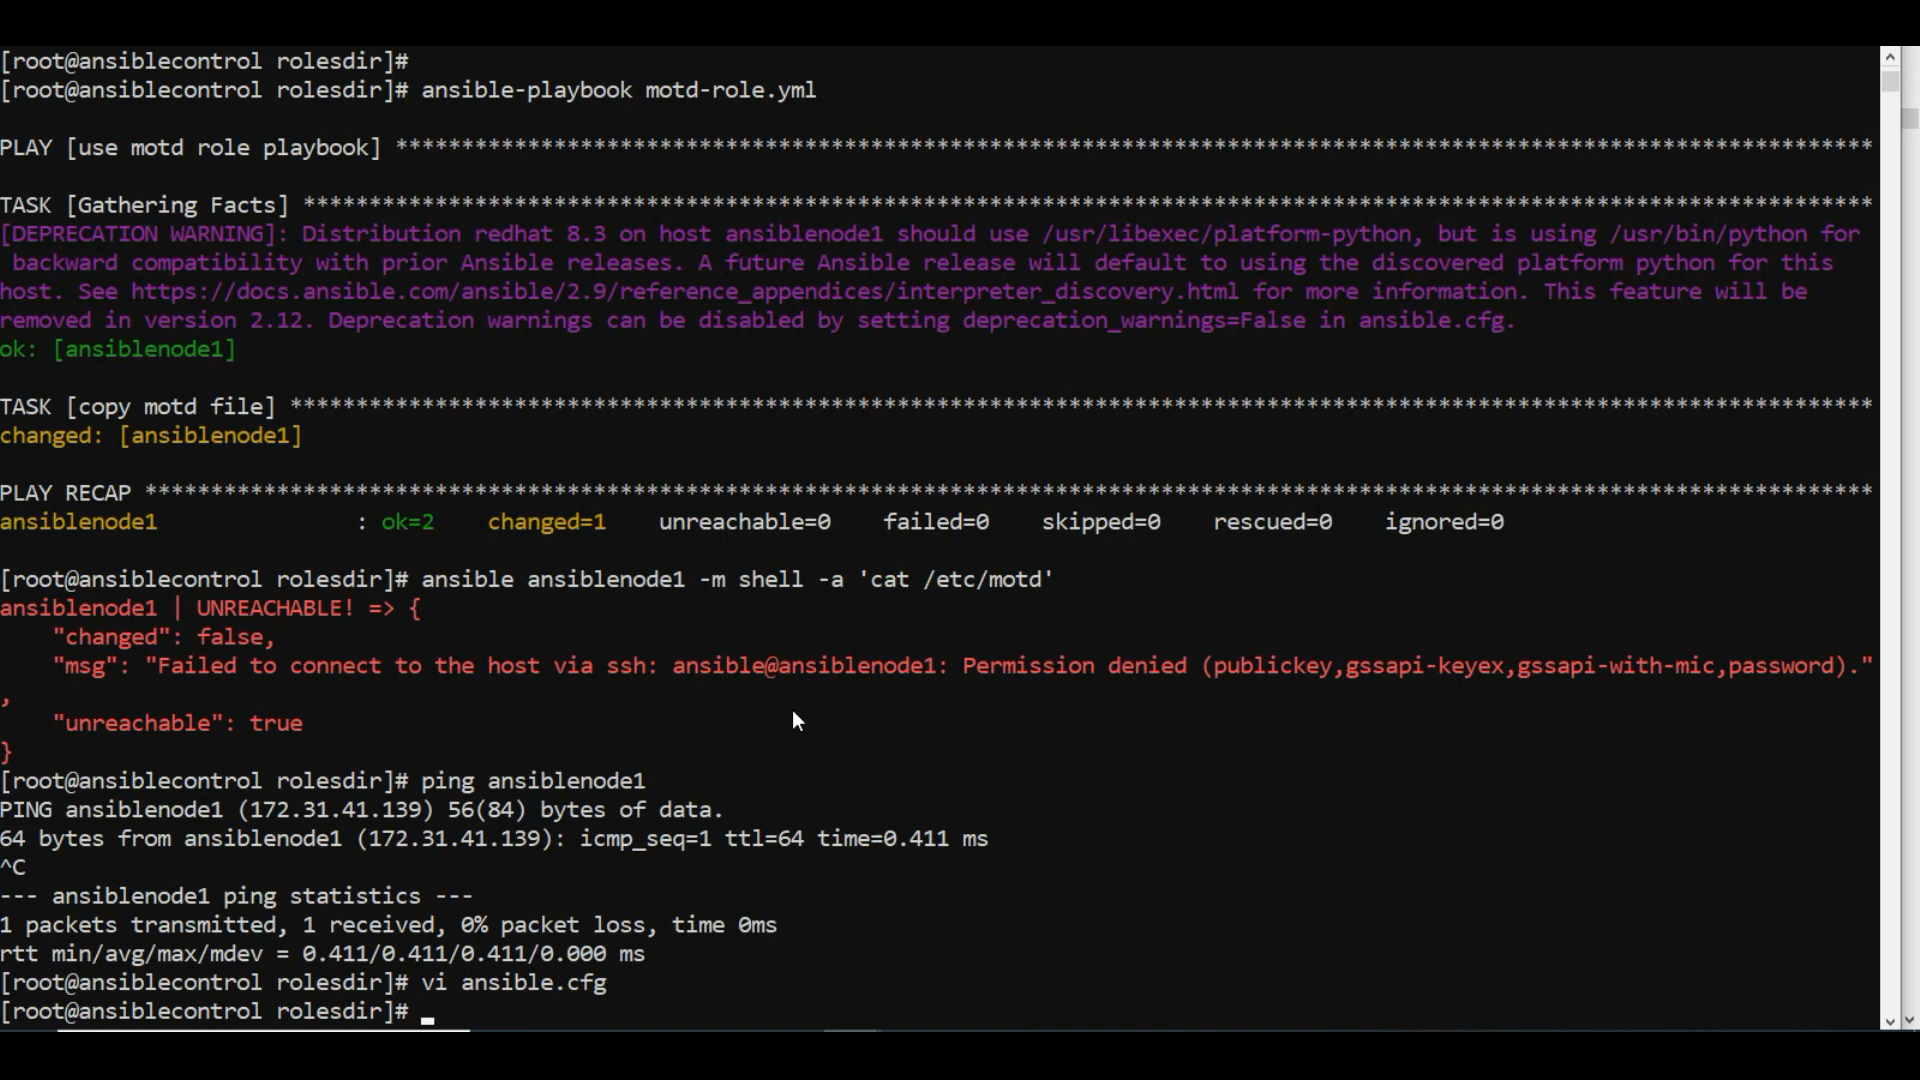 [root@ansiblecontrol rolesdir]#
[root@ansiblecontrol rolesdir]# ansible-playbook motd-role.yml
PLAY [use motd role playbook] ****************************************************************************************************************
TASK [Gathering Facts] ***********************************************************************************************************************
[DEPRECATION WARNING]: Distribution redhat 8.3 on host ansiblenode1 should use /usr/libexec/platform-python, but is using /usr/bin/python for
backward compatibility with prior Ansible releases. A future Ansible release will default to using the discovered platform python for this
host. See https://docs.ansible.com/ansible/2.9/reference_appendices/interpreter_discovery.html for more information. This feature will be
removed in version 2.12. Deprecation warnings can be disabled by setting deprecation_warnings=False in ansible.cfg.
ok: [ansiblenode1]
TASK [copy motd file] ************************************************************************************************************************
changed: [ansiblenode1]
PLAY RECAP ***********************************************************************************************************************************
ansiblenode1 : ok=2 changed=1 unreachable=0 failed=0 skipped=0 rescued=0 ignored=0
[root@ansiblecontrol rolesdir]# ansible ansiblenode1 -m shell -a 'cat /etc/motd'
ansiblenode1 | UNREACHABLE! => {
"changed": false,
"msg": "Failed to connect to the host via ssh: ansible@ansiblenode1: Permission denied (publickey,gssapi-keyex,gssapi-with-mic,password)."
,
"unreachable": true
}
[root@ansiblecontrol rolesdir]# ping ansiblenode1
PING ansiblenode1 (172.31.41.139) 56(84) bytes of data.
64 bytes from ansiblenode1 (172.31.41.139): icmp_seq=1 ttl=64 time=0.411 ms
^C
--- ansiblenode1 ping statistics ---
1 packets transmitted, 1 received, 0% packet loss, time 0ms
rtt min/avg/max/mdev = 0.411/0.411/0.411/0.000 ms
[root@ansiblecontrol rolesdir]# vi ansible.cfg
[root@ansiblecontrol rolesdir]#